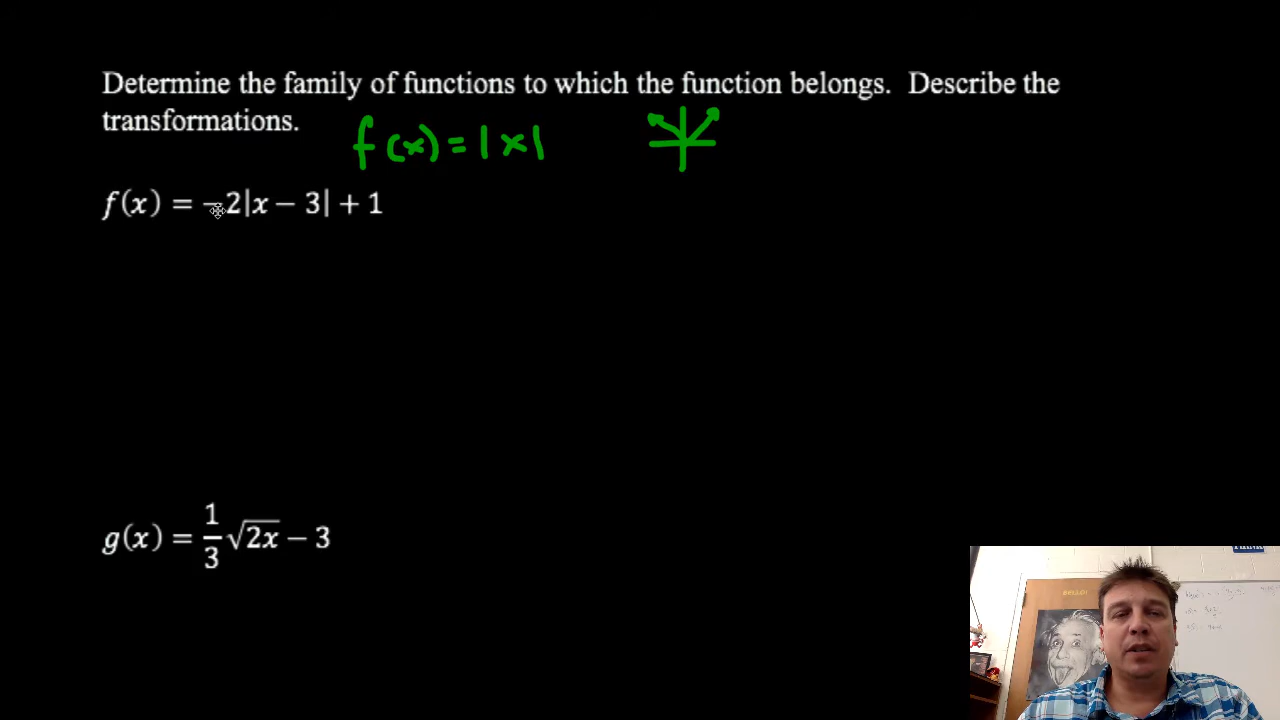 Determine the family of functions to which the function belongs. Describe the
transformations.
f(x) = |x|
f(x) = −2|x − 3| + 1
g(x) = 1/3 √2x − 3